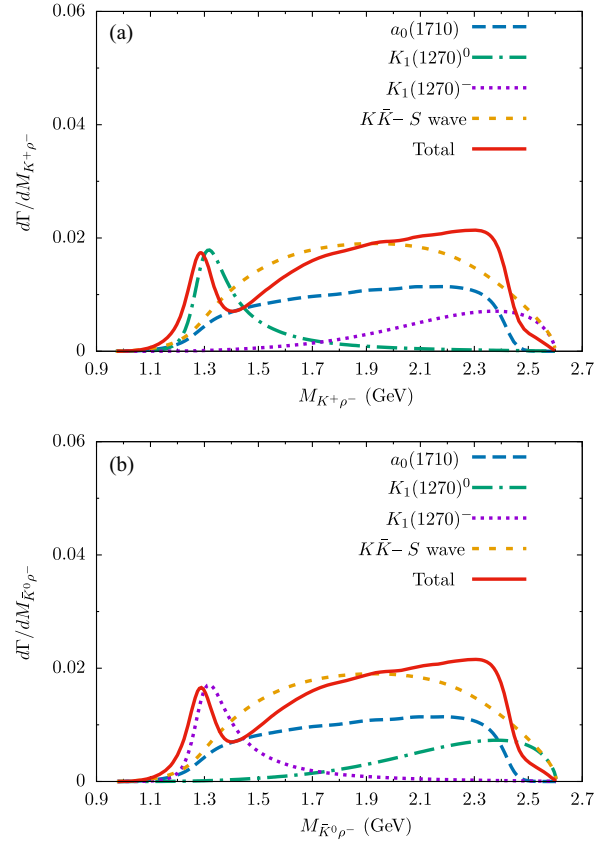 (a)
a₀(1710)
K₁(1270)⁰
K₁(1270)⁻
KK̄− S wave
Total
0.06
0.04
0.02
0
dΓ/dM_{K⁺ρ⁻}
0.9 1.1 1.3 1.5 1.7 1.9 2.1 2.3 2.5 2.7
M_{K⁺ρ⁻} (GeV)
(b)
a₀(1710)
K₁(1270)⁰
K₁(1270)⁻
KK̄− S wave
Total
0.06
0.04
0.02
0
dΓ/dM_{K̄⁰ρ⁻}
0.9 1.1 1.3 1.5 1.7 1.9 2.1 2.3 2.5 2.7
M_{K̄⁰ρ⁻} (GeV)